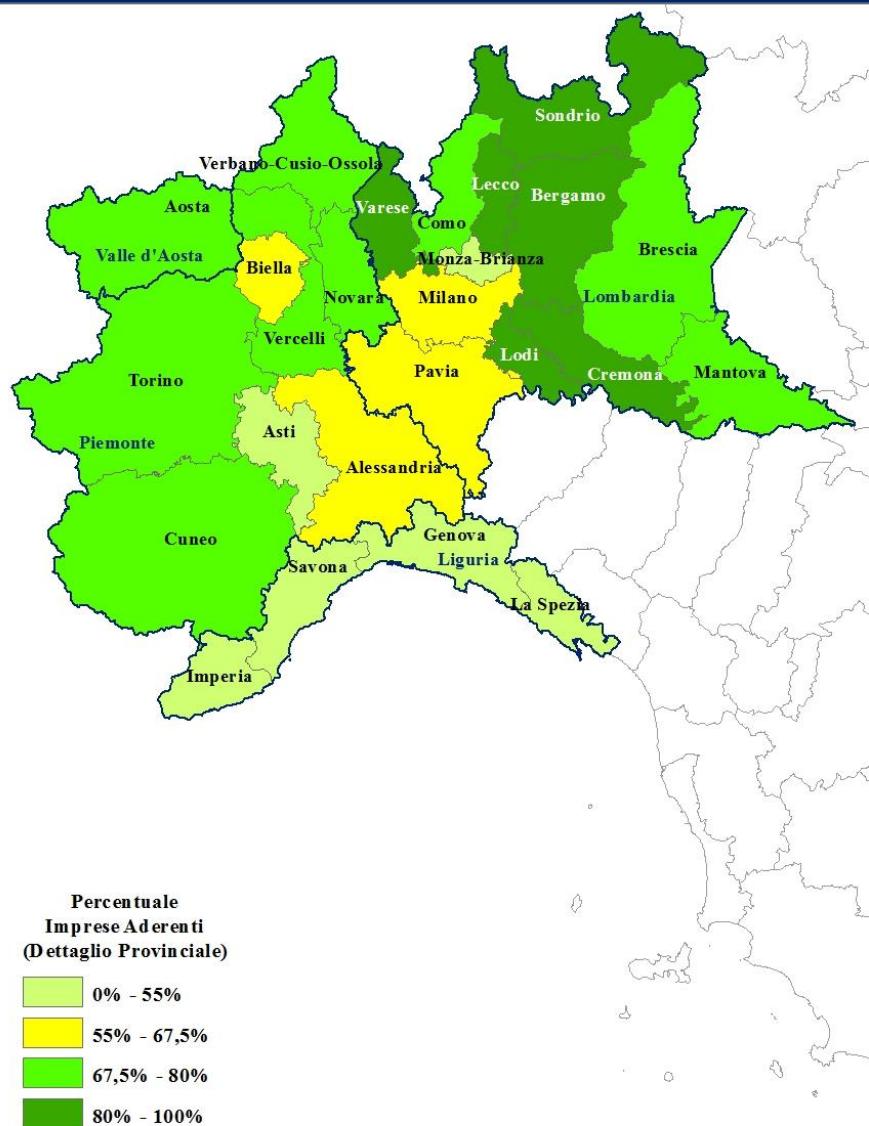 Sondrio
Verbano-Cusio-Ossola
Lecco
Bergamo
Varese
Aosta
Como
Valle d'Aosta
Brescia
Monza-Brianza
Biella
Novara
Milano
Lombardia
Vercelli
Lodi
Torino
Pavia
Cremona
Mantova
Asti
Piemonte
Alessandria
Cuneo
Genova
Liguria
Savona
La Spezia
Imperia
Percentuale
Imprese Aderenti
(Dettaglio Provinciale)
0% - 55%
55% - 67,5%
67,5% - 80%
80% - 100%